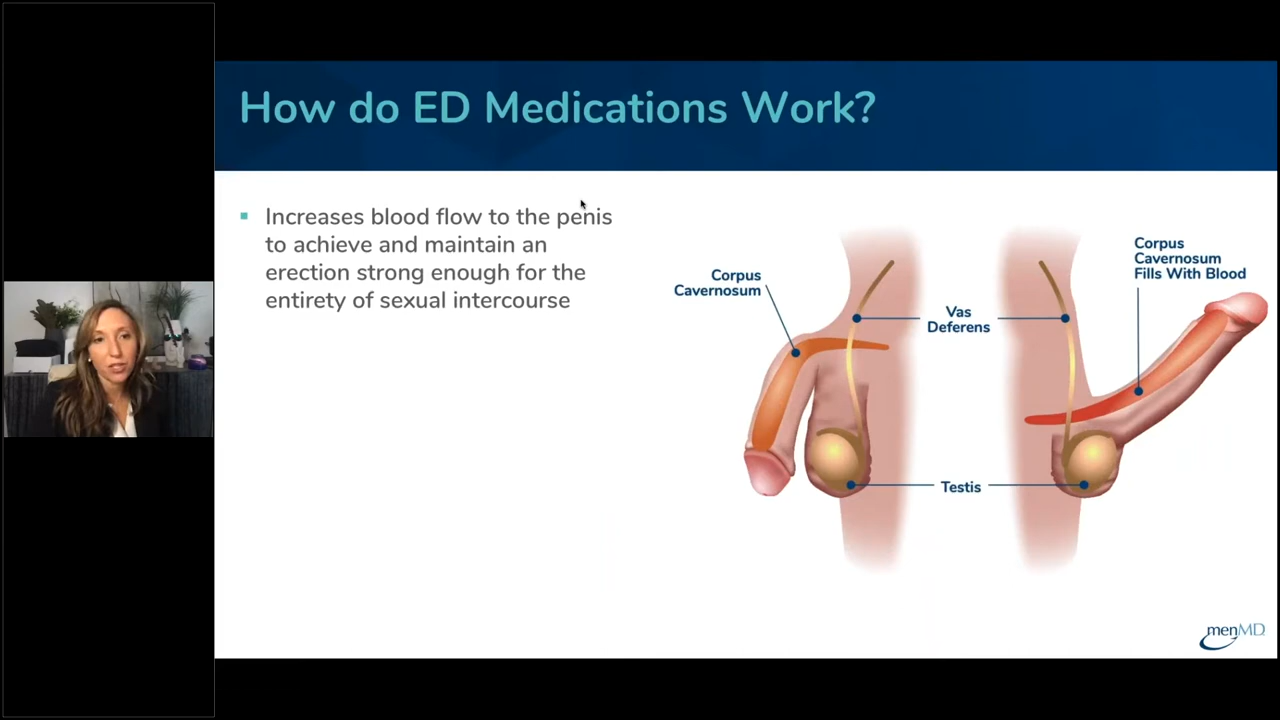 How do ED Medications Work?
Increases blood flow to the penis
to achieve and maintain an
erection strong enough for the
entirety of sexual intercourse
Corpus
Cavernosum
Vas
Deferens
Corpus
Cavernosum
Fills With Blood
Testis
menMD